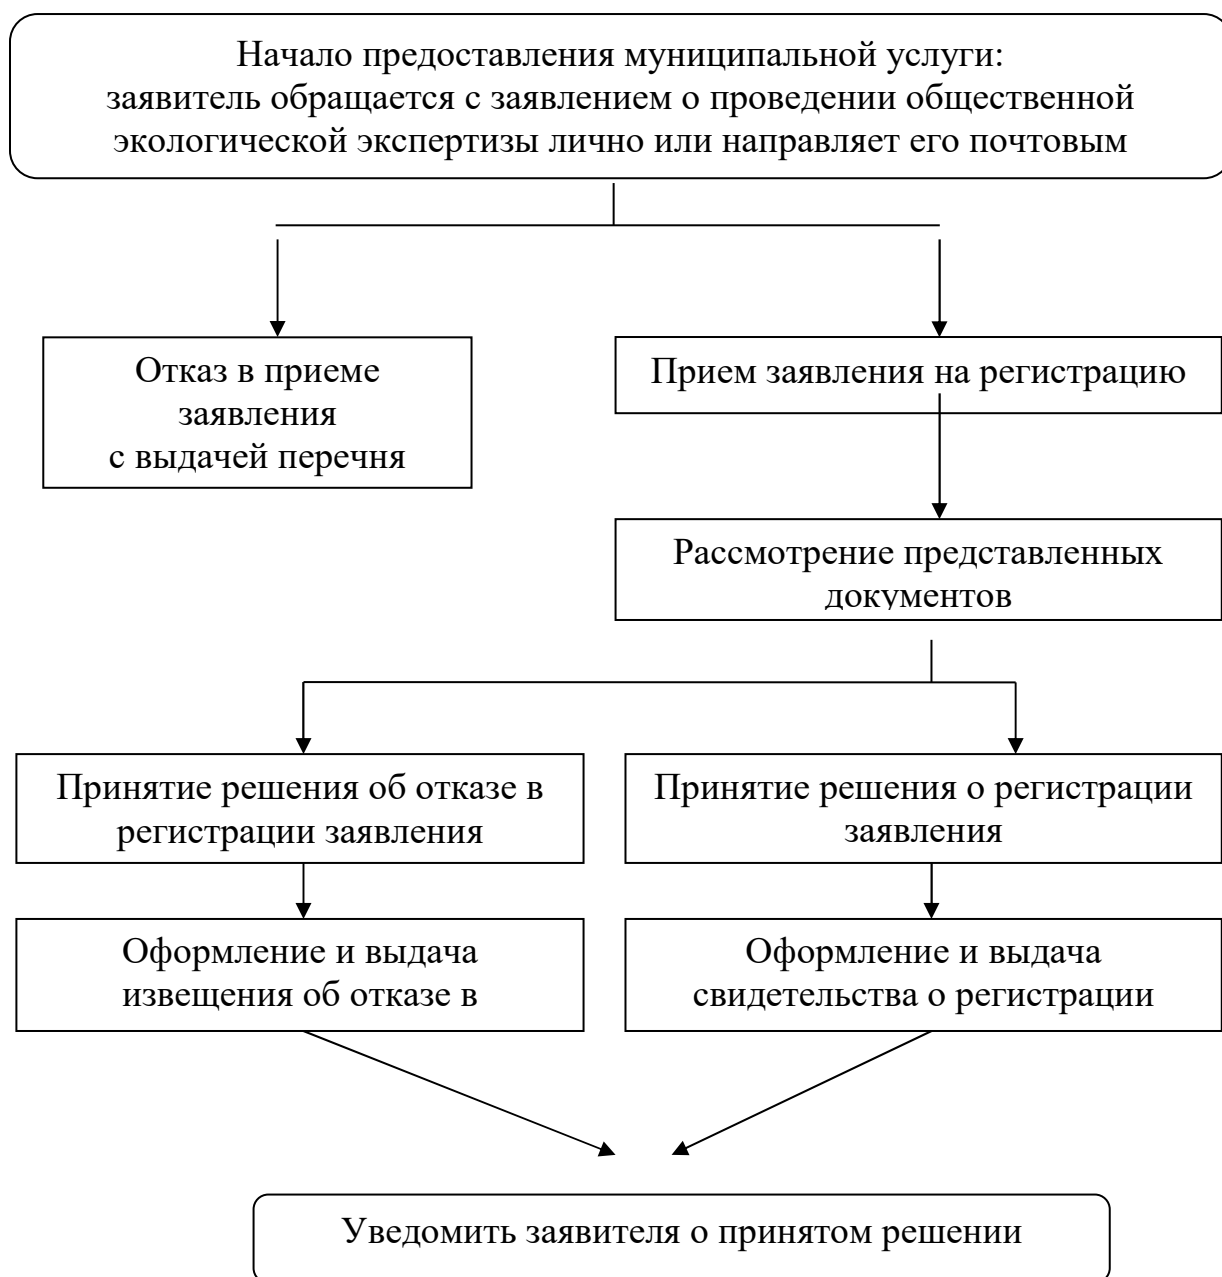 Начало предоставления муниципальной услуги:
заявитель обращается с заявлением о проведении общественной
экологической экспертизы лично или направляет его почтовым
Отказ в приеме
заявления
с выдачей перечня
Прием заявления на регистрацию
Рассмотрение представленных
документов
Принятие решения об отказе в
регистрации заявления
Принятие решения о регистрации
заявления
Оформление и выдача
извещения об отказе в
Оформление и выдача
свидетельства о регистрации
Уведомить заявителя о принятом решении